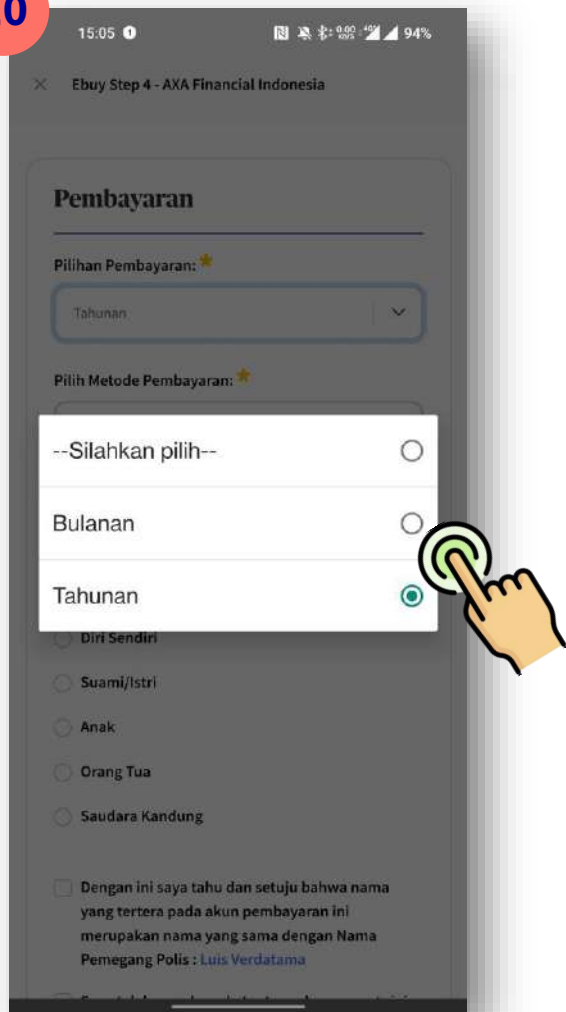 0
15:05 1 94%
Ebuy Step 4 - AXA Financial Indonesia
Pembayaran
Pilihan Pembayaran:
Tahunan
Pilih Metode Pembayaran:
--Silahkan pilih--
Bulanan
Tahunan
Diri Sendiri
Suami/Istri
Anak
Orang Tua
Saudara Kandung
Dengan ini saya tahu dan setuju bahwa nama
yang tertera pada akun pembayaran ini
merupakan nama yang sama dengan Nama
Pemegang Polis : Luis Verdatama